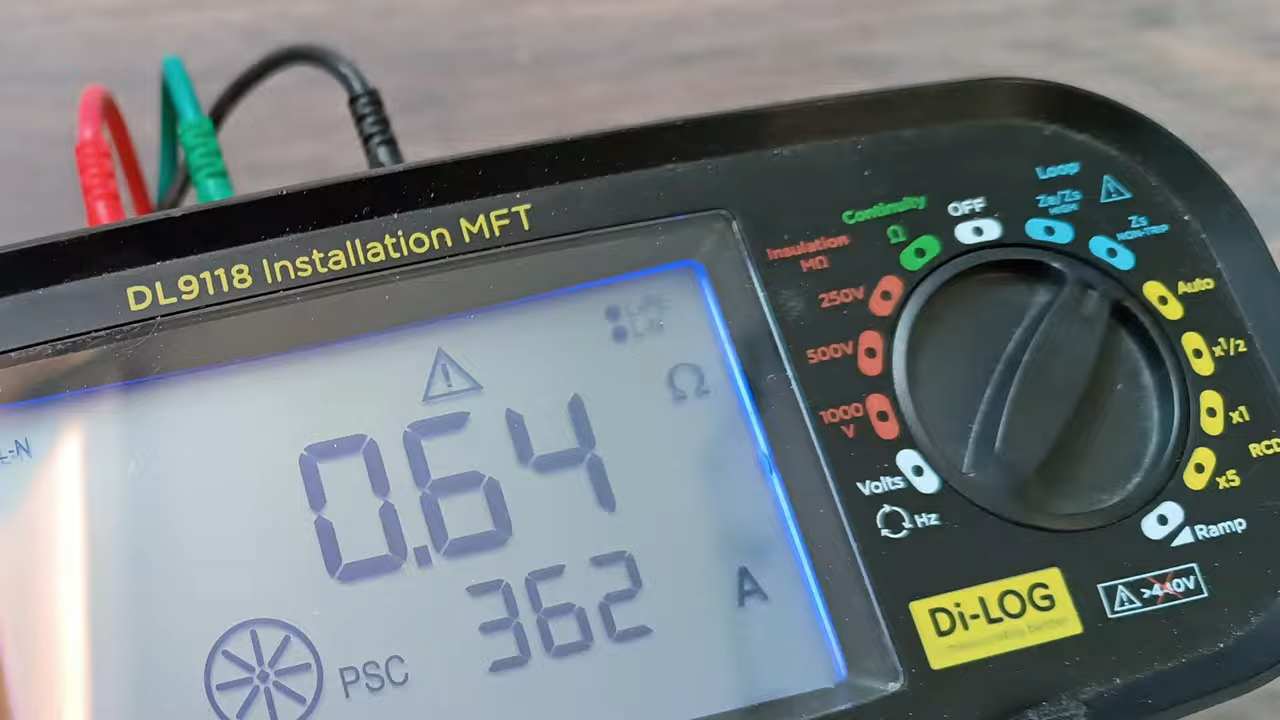 DL9118 Installation MFT
L-N
Ω
0.64
362
A
PSC
Insulation
MΩ
250V
500V
1000
V
Volts
Hz
Continuity
Ω
OFF
Loop
Ze/Zs
HIGH
Zs
NON-TRIP
Auto
x1/2
x1
RCD
x5
Ramp
Di-LOG
>440V